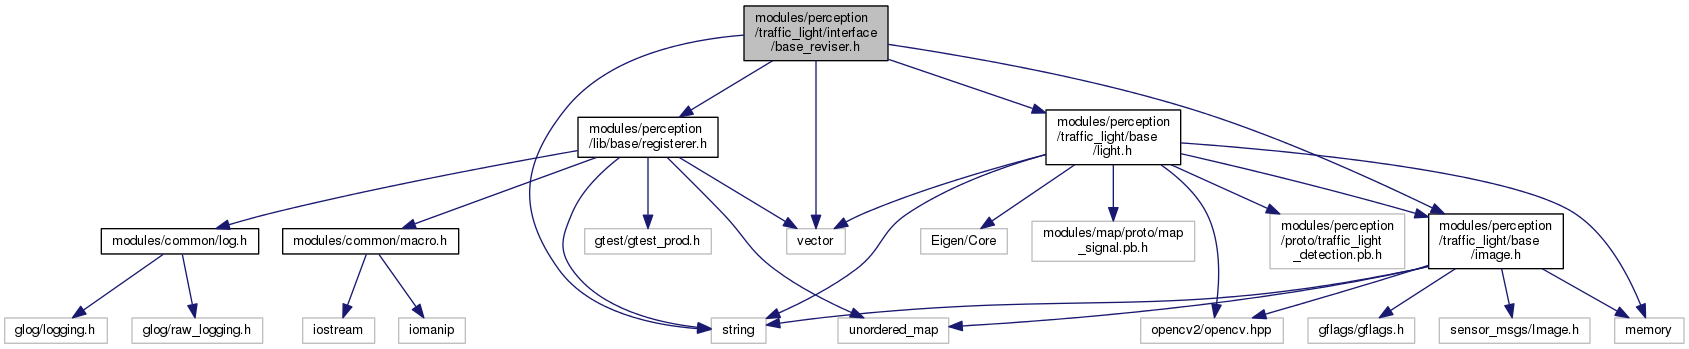 modules/perception
/traffic_light/interface
/base_reviser.h
modules/perception
/lib/base/registerer.h
modules/perception
/traffic_light/base
/light.h
modules/common/log.h
modules/common/macro.h
gtest/gtest_prod.h
vector
Eigen/Core
modules/map/proto/map
_signal.pb.h
modules/perception
/proto/traffic_light
_detection.pb.h
modules/perception
/traffic_light/base
/image.h
glog/logging.h
glog/raw_logging.h
iostream
iomanip
string
unordered_map
opencv2/opencv.hpp
gflags/gflags.h
sensor_msgs/Image.h
memory